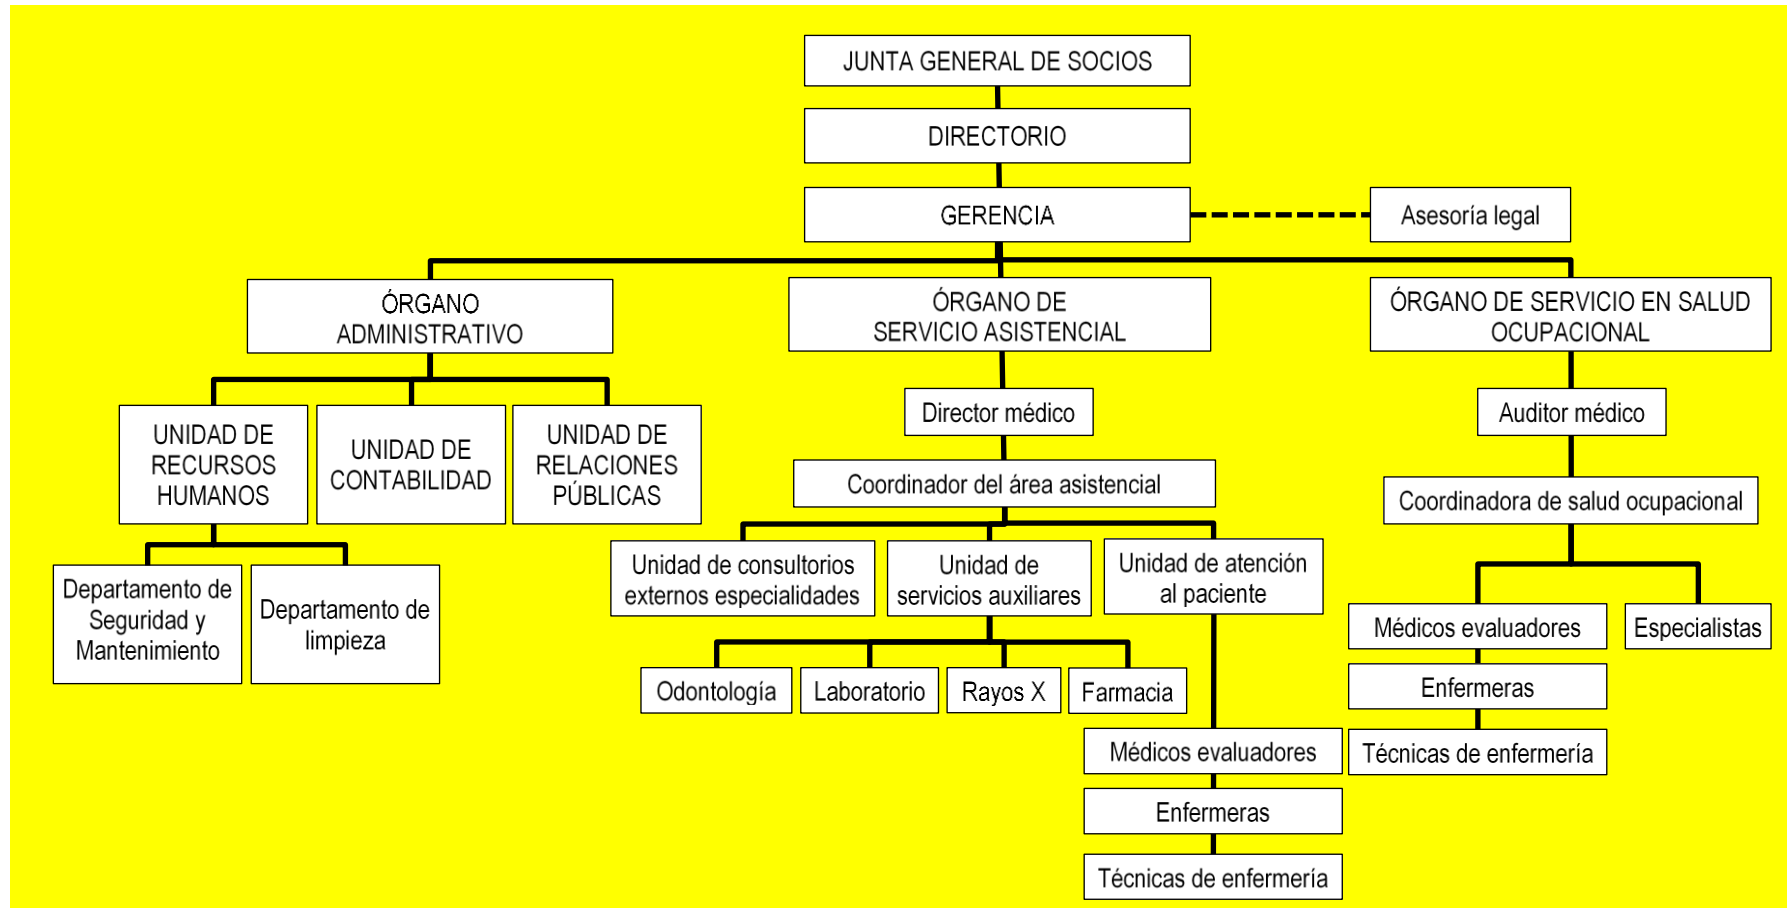 JUNTA GENERAL DE SOCIOS
DIRECTORIO
GERENCIA
Asesoría legal
ÓRGANO
ADMINISTRATIVO
ÓRGANO DE
SERVICIO ASISTENCIAL
ÓRGANO DE SERVICIO EN SALUD
OCUPACIONAL
UNIDAD DE
RECURSOS
HUMANOS
UNIDAD DE
CONTABILIDAD
UNIDAD DE
RELACIONES
PÚBLICAS
Director médico
Auditor médico
Coordinador del área asistencial
Coordinadora de salud ocupacional
Departamento de
Seguridad y
Mantenimiento
Departamento de
limpieza
Unidad de consultorios
externos especialidades
Unidad de
servicios auxiliares
Unidad de atención
al paciente
Odontología
Laboratorio
Rayos X
Farmacia
Médicos evaluadores
Enfermeras
Técnicas de enfermería
Médicos evaluadores
Especialistas
Enfermeras
Técnicas de enfermería